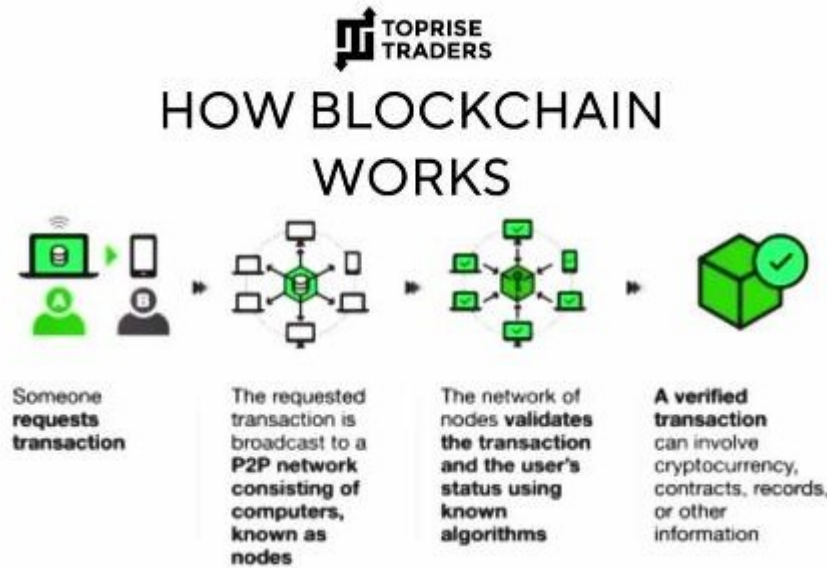 TOPRISE
TRADERS
HOW BLOCKCHAIN
WORKS
A
B
Someone
requests
transaction
The requested
transaction is
broadcast to a
P2P network
consisting of
computers,
known as
nodes
The network of
nodes validates
the transaction
and the user's
status using
known
algorithms
A verified
transaction
can involve
cryptocurrency,
contracts, records,
or other
information